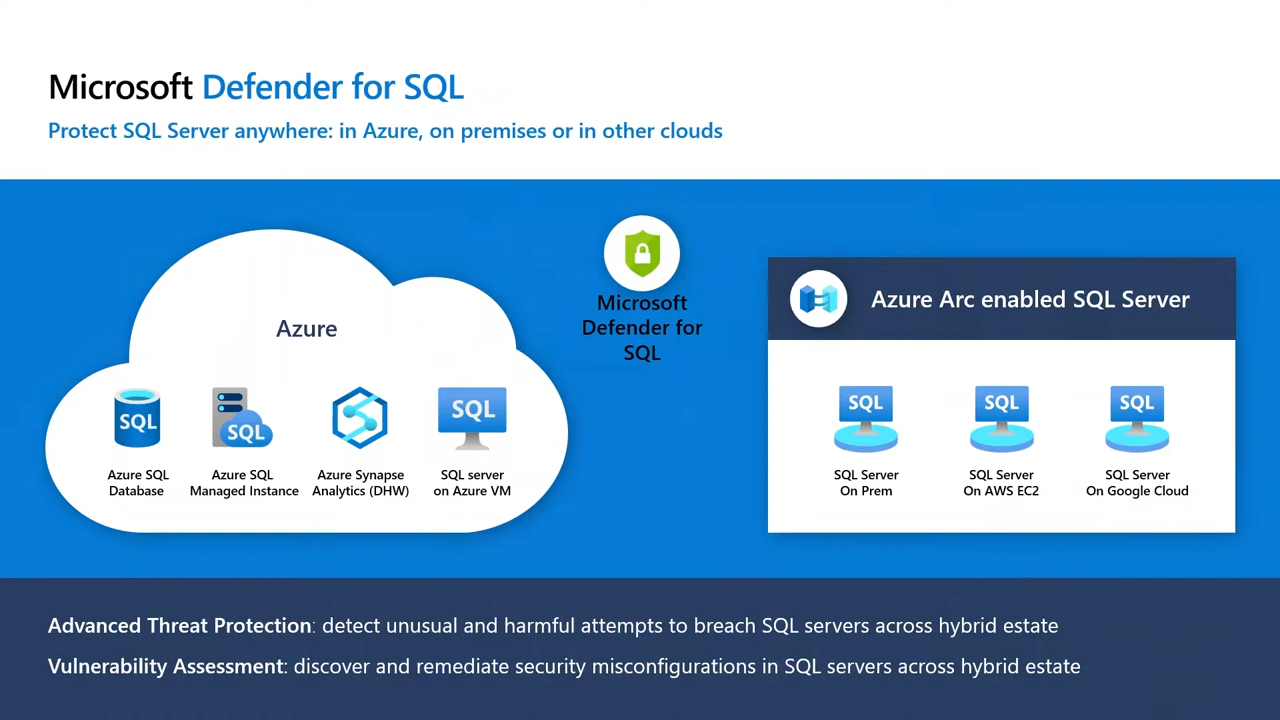 Microsoft Defender for SQL
Protect SQL Server anywhere: in Azure, on premises or in other clouds
Azure
SQL
Azure SQL
Database
SQL
Azure SQL
Managed Instance
Azure Synapse
Analytics (DHW)
SQL
SQL server
on Azure VM
Microsoft
Defender for
SQL
Azure Arc enabled SQL Server
SQL
SQL Server
On Prem
SQL
SQL Server
On AWS EC2
SQL
SQL Server
On Google Cloud
Advanced Threat Protection: detect unusual and harmful attempts to breach SQL servers across hybrid estate
Vulnerability Assessment: discover and remediate security misconfigurations in SQL servers across hybrid estate